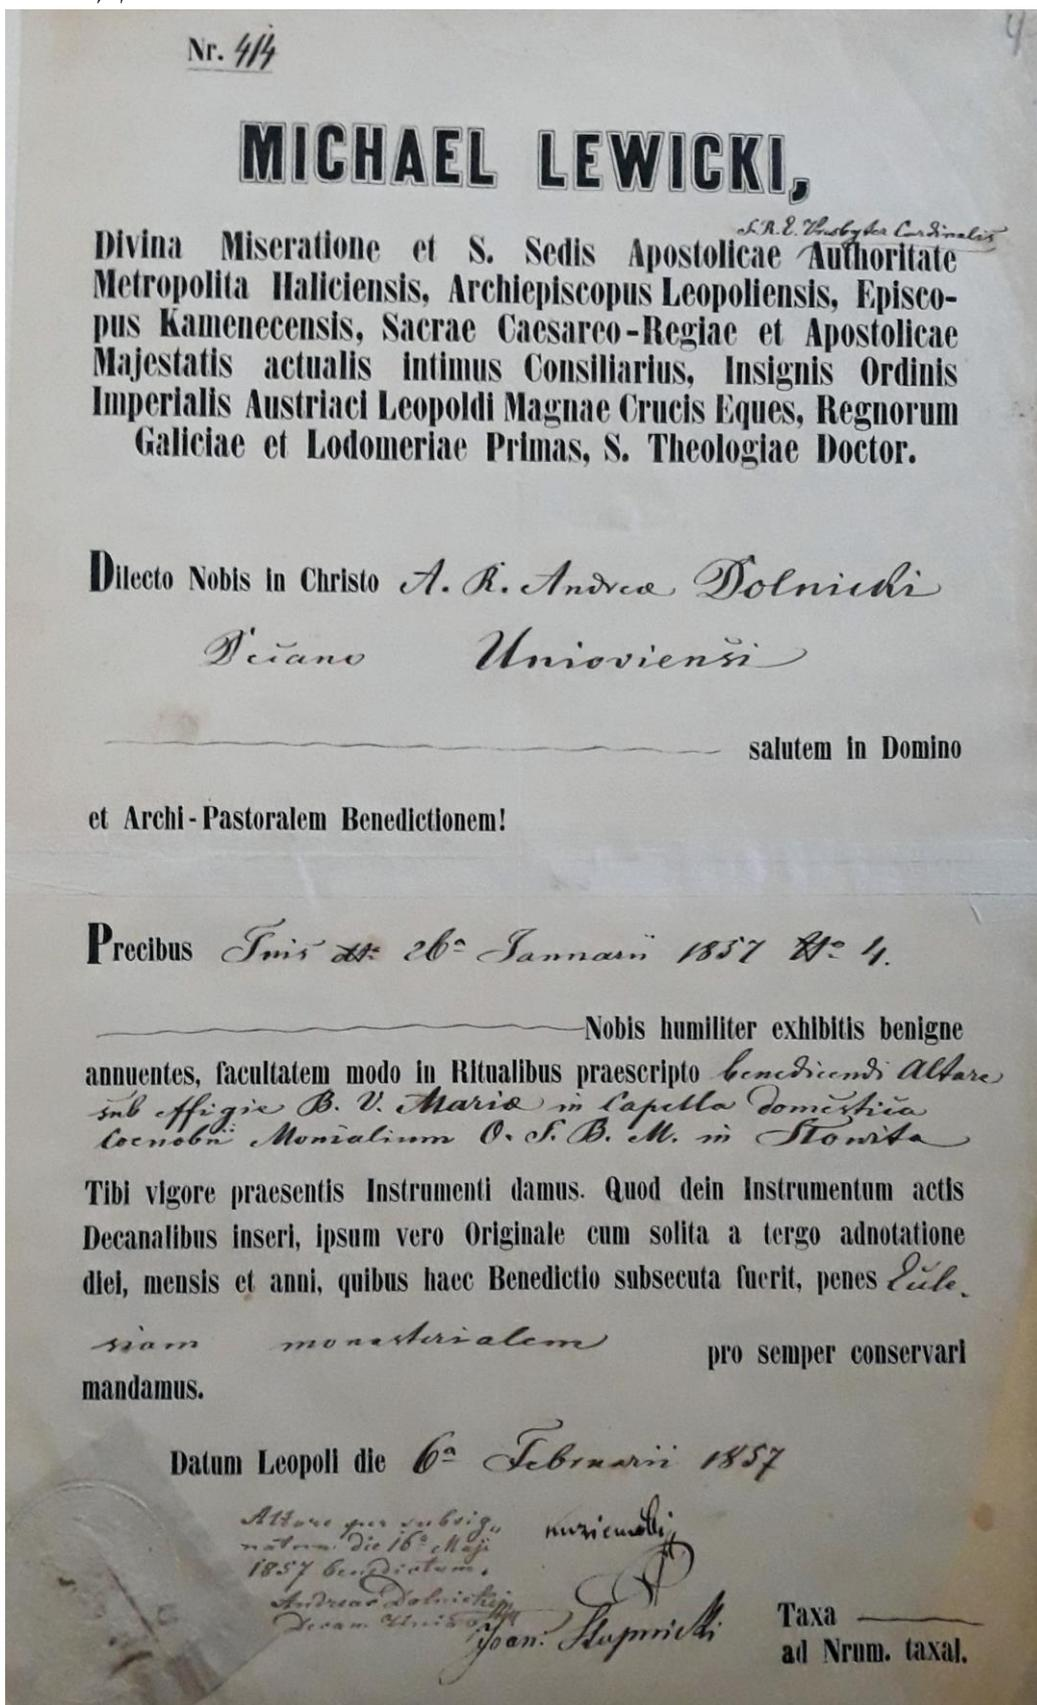 4
Nr. 414
MICHAEL LEWICKI,
S. R. E. Presbyter Cardinalis
Divina Miseratione et S. Sedis Apostolicae Authoritate
Metropolita Haliciensis, Archiepiscopus Leopoliensis, Episco-
pus Kamenecensis, Sacrae Caesareo-Regiae et Apostolicae
Majestatis actualis intimus Consiliarius, Insignis Ordinis
Imperialis Austriaci Leopoldi Magnae Crucis Eques, Regnorum
Galiciae et Lodomeriae Primas, S. Theologiae Doctor.
Dilecto Nobis in Christo A. R. Andreæ Dolnicki
Decano Unioviensi
salutem in Domino
et Archi-Pastoralem Benedictionem!
Precibus Tuis dto 26a Januarii 1857 No 4.
Nobis humiliter exhibitis benigne
annuentes, facultatem modo in Ritualibus praescripto benedicendi Altare
sub effigie B. V. Mariæ in Capella domestica
Coenobii Monialium O. S. B. M. in Słowita
Tibi vigore praesentis Instrumenti damus. Quod dein Instrumentum actis
Decanalibus inseri, ipsum vero Originale cum solita a tergo adnotatione
diei, mensis et anni, quibus haec Benedictio subsecuta fuerit, penes Eccle-
siam monasterialem pro semper conservari
mandamus.
Datum Leopoli die 6a Februarii 1857
Altare per subsig-
natum die 16a Maji
1857 benedictum.
Andreas Dolnicki
Decan.
Joan. Stupnicki
Taxa
ad Nrum. taxal.